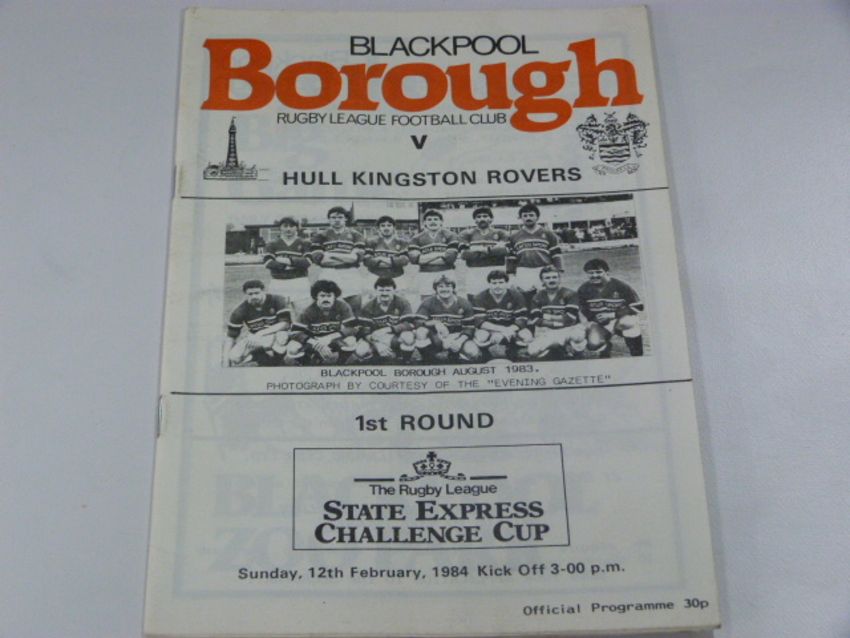 BLACKPOOL
Borough
RUGBY LEAGUE FOOTBALL CLUB
V
HULL KINGSTON ROVERS
BLACKPOOL BOROUGH AUGUST 1983.
PHOTOGRAPH BY COURTESY OF THE "EVENING GAZETTE"
1st ROUND
The Rugby League
STATE EXPRESS
CHALLENGE CUP
Sunday, 12th February, 1984 Kick Off 3-00 p.m.
Official Programme 30p